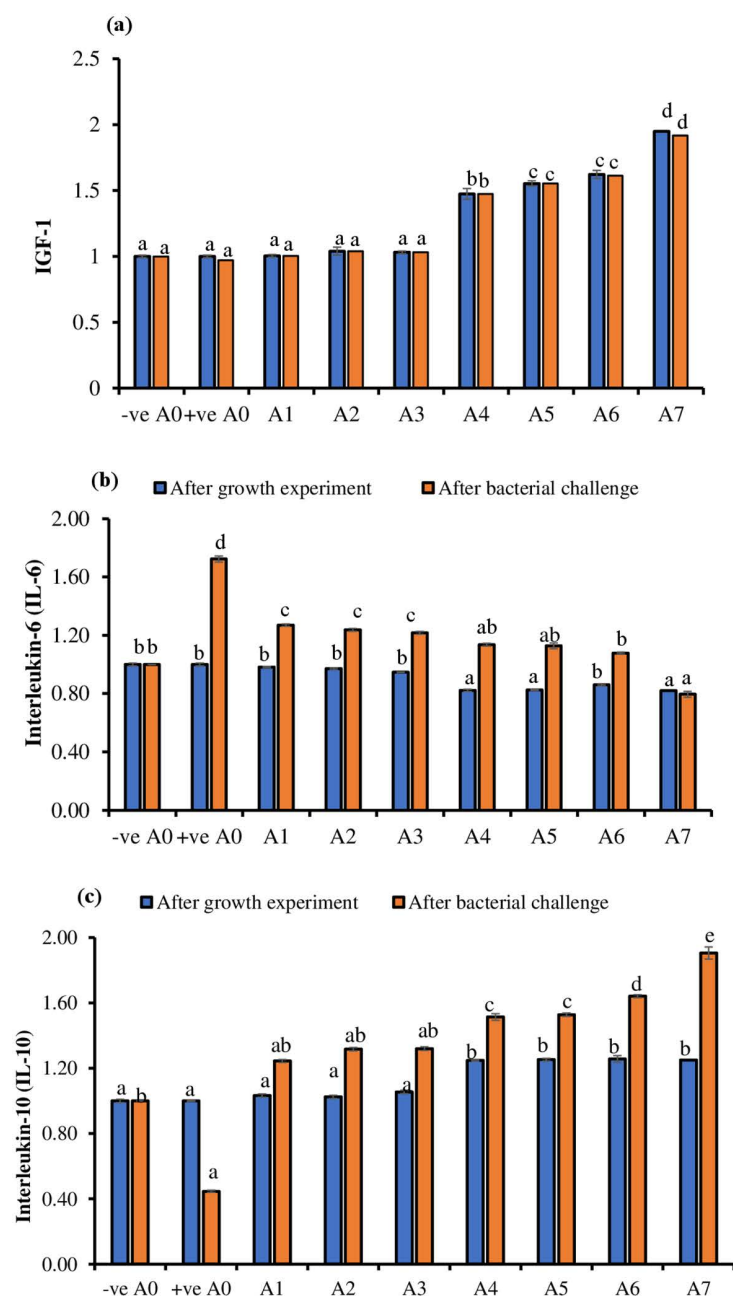 (a)
2.5
2
1.5
1
0.5
0
IGF-1
a a a a a a a a a a b b c c c c d d
-ve A0 +ve A0 A1 A2 A3 A4 A5 A6 A7
(b)
After growth experiment After bacterial challenge
2.00
1.60
1.20
0.80
0.40
0.00
Interleukin-6 (IL-6)
b b b d b c b c b c a ab a ab b b a a
-ve A0 +ve A0 A1 A2 A3 A4 A5 A6 A7
(c)
After growth experiment After bacterial challenge
2.00
1.60
1.20
0.80
0.40
0.00
Interleukin-10 (IL-10)
a b a a a ab a ab a ab b c b c b d b e
-ve A0 +ve A0 A1 A2 A3 A4 A5 A6 A7